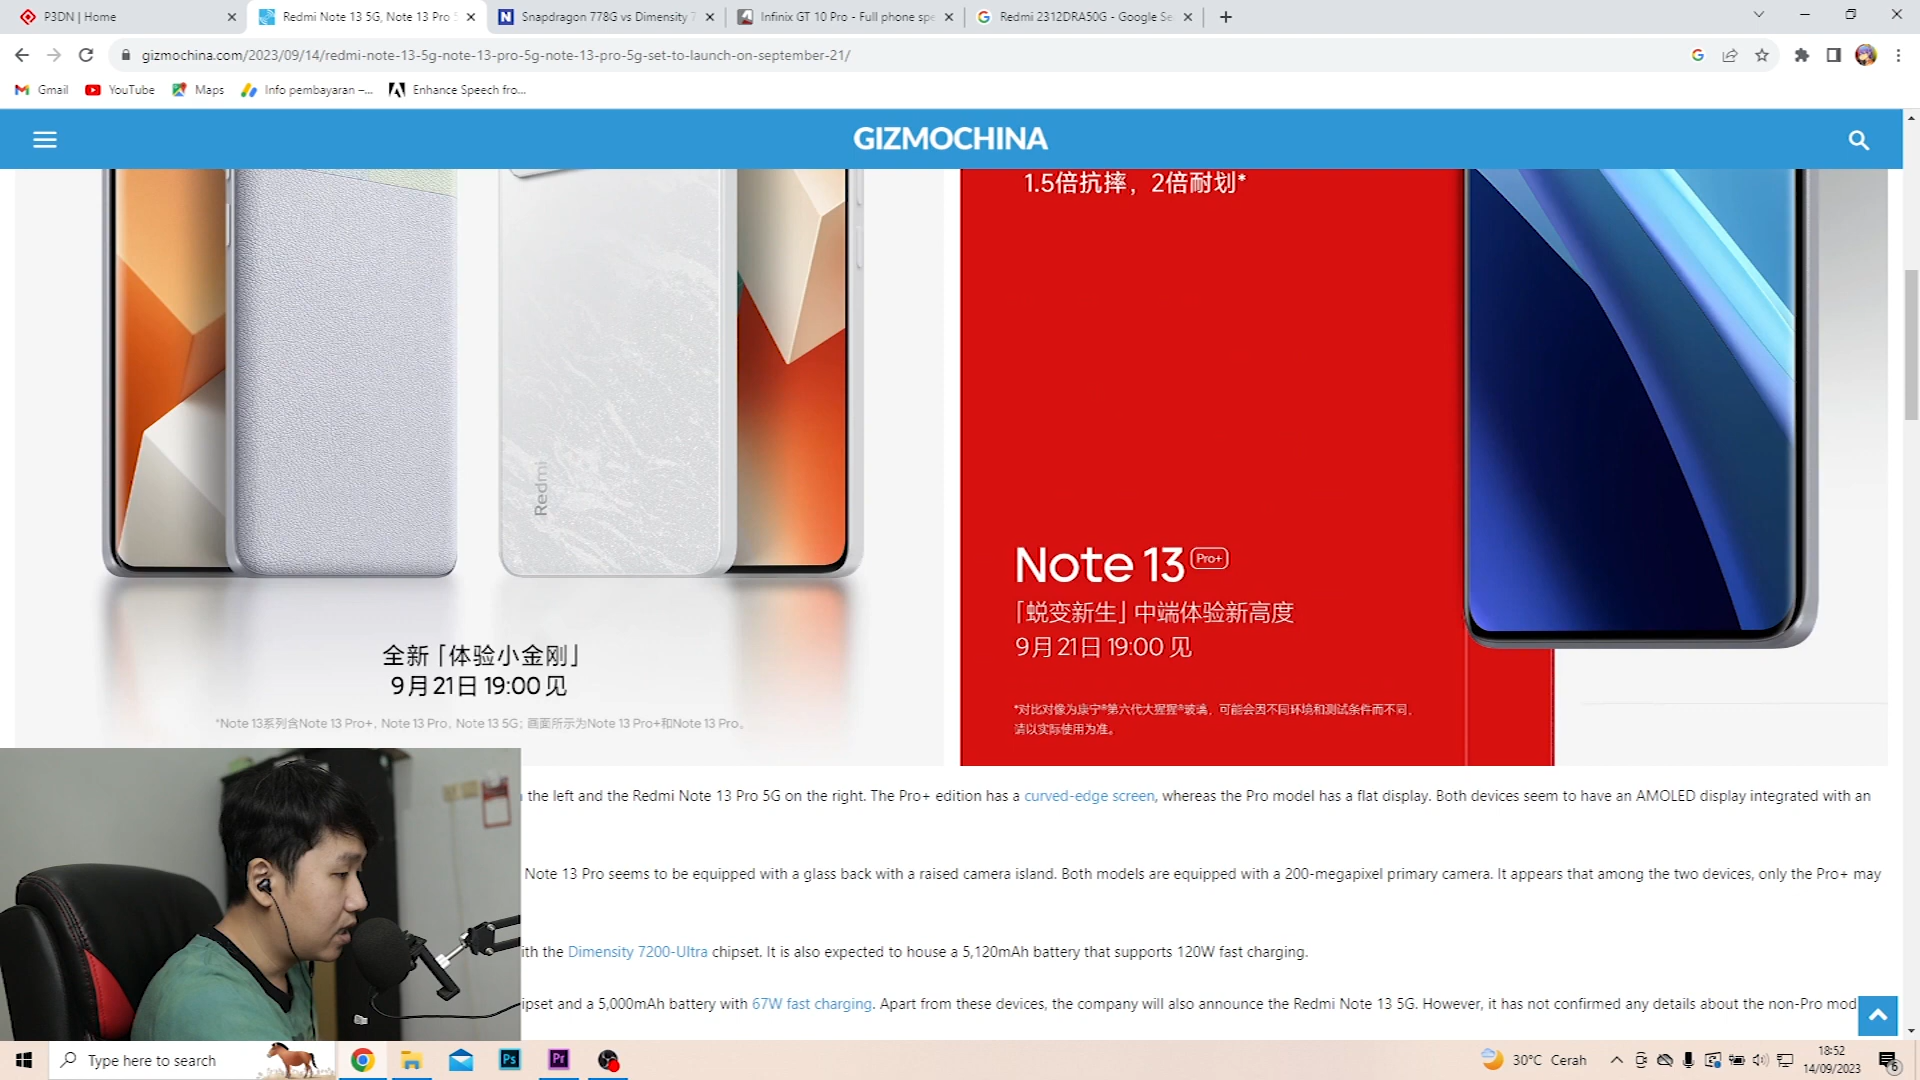 P3DN | Home
Redmi Note 13 5G, Note 13 Pro 5
Snapdragon 778G vs Dimensity 7
Infinix GT 10 Pro - Full phone spe
Redmi 2312DRA50G - Google Se
gizmochina.com/2023/09/14/redmi-note-13-5g-note-13-pro-5g-note-13-pro-5g-set-to-launch-on-september-21/
Gmail
YouTube
Maps
Info pembayaran –...
Enhance Speech fro...
GIZMOCHINA
1.5倍抗摔，2倍耐划*
Redmi
Note 13 Pro+
「蜕变新生」中端体验新高度
9月21日 19:00 见
全新「体验小金刚」
9月21日 19:00 见
*Note 13系列含Note 13 Pro+, Note 13 Pro, Note 13 5G; 画面所示为Note 13 Pro+和Note 13 Pro。
*对比对像为康宁®第六代大猩猩®玻璃，可能会因不同环境和测试条件而不同，
请以实际使用为准。
the left and the Redmi Note 13 Pro 5G on the right. The Pro+ edition has a curved-edge screen, whereas the Pro model has a flat display. Both devices seem to have an AMOLED display integrated with an
Note 13 Pro seems to be equipped with a glass back with a raised camera island. Both models are equipped with a 200-megapixel primary camera. It appears that among the two devices, only the Pro+ may
ith the Dimensity 7200-Ultra chipset. It is also expected to house a 5,120mAh battery that supports 120W fast charging.
ipset and a 5,000mAh battery with 67W fast charging. Apart from these devices, the company will also announce the Redmi Note 13 5G. However, it has not confirmed any details about the non-Pro mod
Type here to search
Ps
Pr
30°C Cerah
18:52
14/09/2023
6